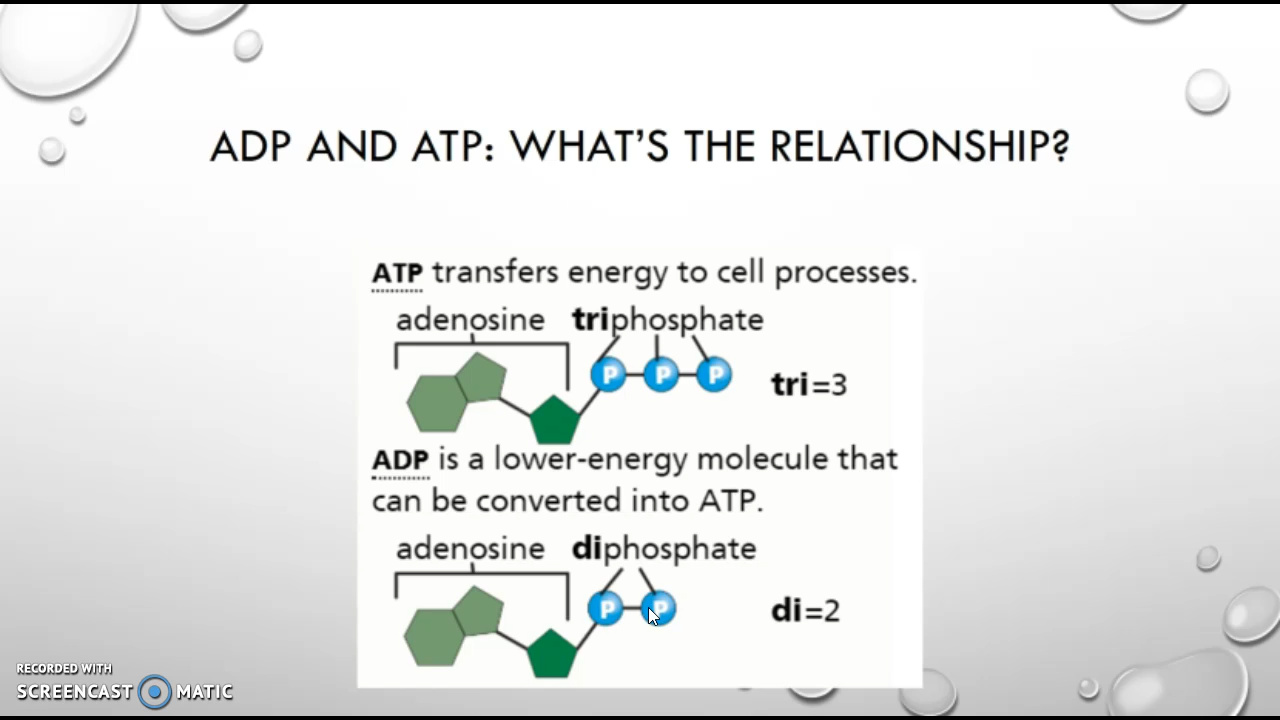 ADP AND ATP: WHAT'S THE RELATIONSHIP?
ATP transfers energy to cell processes.
adenosine triphosphate
P P P
tri=3
ADP is a lower-energy molecule that
can be converted into ATP.
adenosine diphosphate
P P
di=2
RECORDED WITH
SCREENCAST MATIC